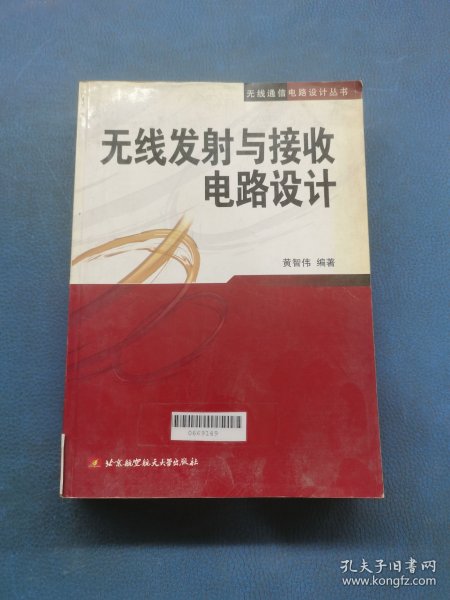 无线通信电路设计丛书
无线发射与接收
电路设计
黄智伟 编著
0669169
北京航空航天大学出版社
孔夫子旧书网
www.kongfz.com